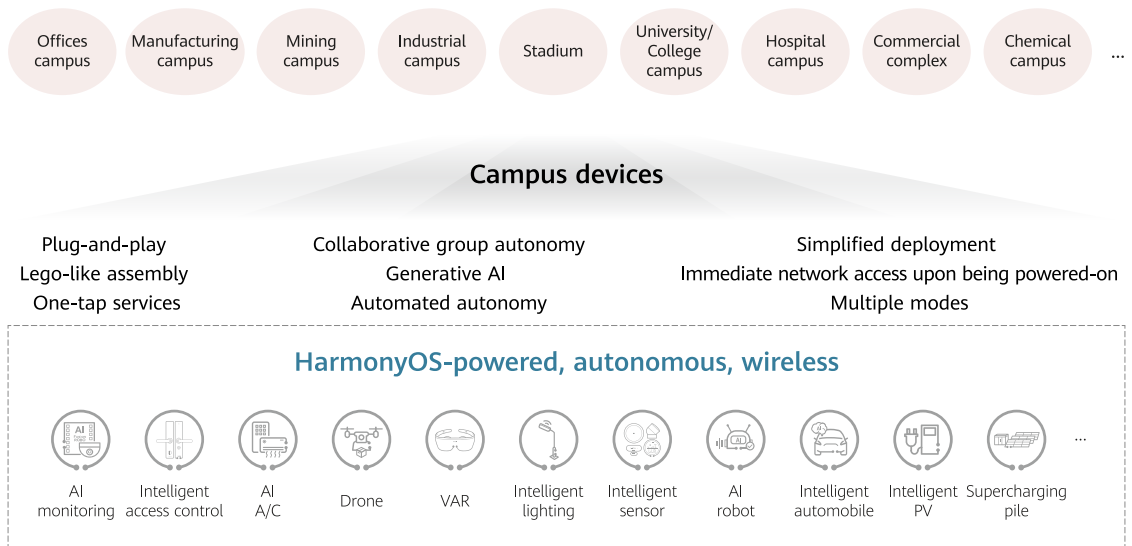 Offices
campus
Manufacturing
campus
Mining
campus
Industrial
campus
Stadium
University/
College
campus
Hospital
campus
Commercial
complex
Chemical
campus
...
Campus devices
Plug-and-play
Lego-like assembly
One-tap services
Collaborative group autonomy
Generative AI
Automated autonomy
Simplified deployment
Immediate network access upon being powered-on
Multiple modes
HarmonyOS-powered, autonomous, wireless
AI
AI
AI
monitoring
Intelligent
access control
AI
A/C
Drone
VAR
Intelligent
lighting
Intelligent
sensor
AI
robot
Intelligent
automobile
Intelligent
PV
Supercharging
pile
...